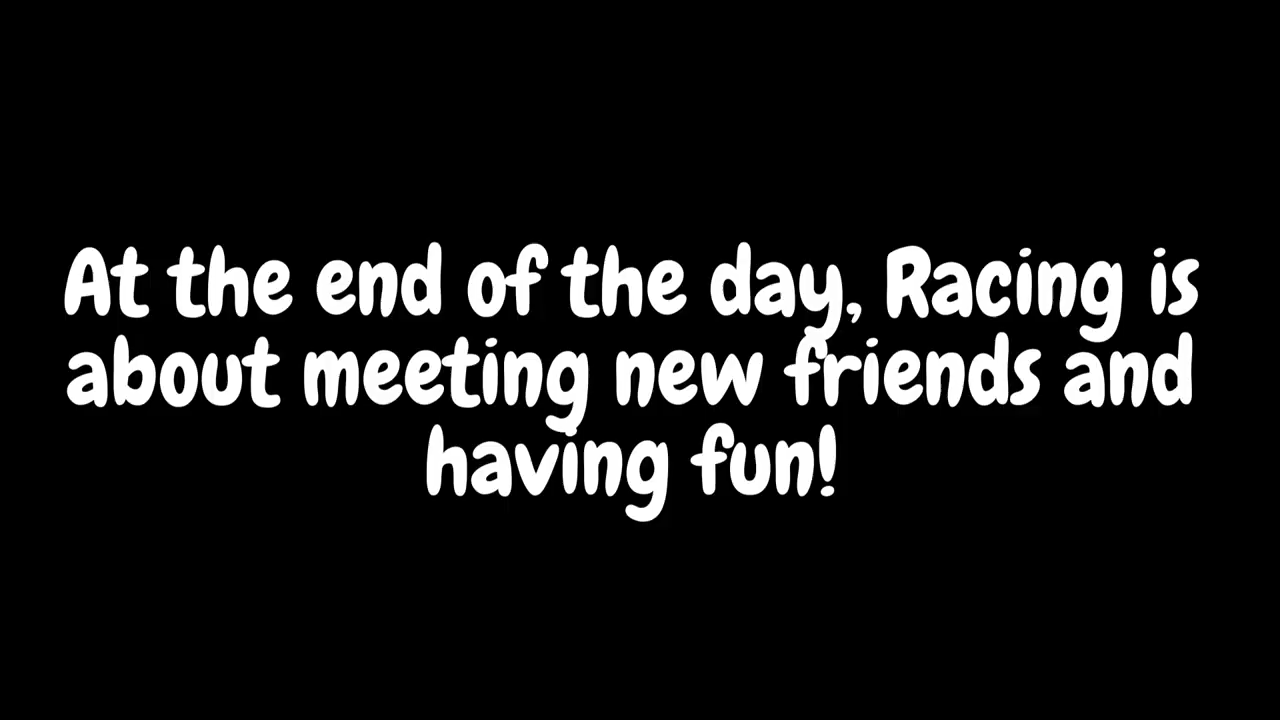 At the end of the day, Racing is
about meeting new friends and
having fun!